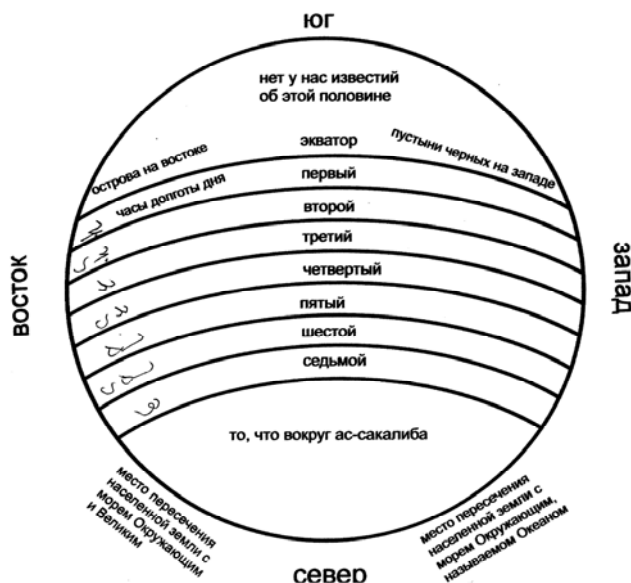 ЮГ
нет у нас известий
об этой половине
острова на востоке
экватор
пустыни черных на западе
часы долготы дня
первый
второй
третий
четвертый
пятый
шестой
седьмой
ВОСТОК
ЗАПАД
то, что вокруг ас-сакалиба
место пересечения
населенной земли с
морем Окружающим
и Великим
место пересечения
населенной земли с
морем Окружающим,
называемом Океаном
север